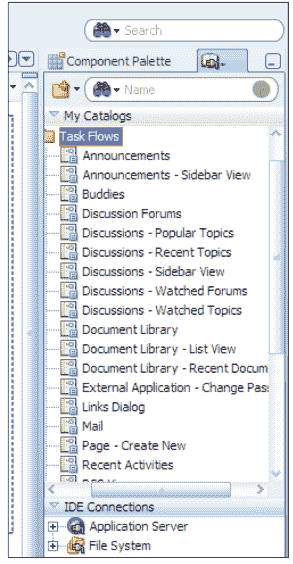 Search
Component Palette
Name
My Catalogs
Task Flows
Announcements
Announcements - Sidebar View
Buddies
Discussion Forums
Discussions - Popular Topics
Discussions - Recent Topics
Discussions - Sidebar View
Discussions - Watched Forums
Discussions - Watched Topics
Document Library
Document Library - List View
Document Library - Recent Docum
External Application - Change Pas
Links Dialog
Mail
Page - Create New
Recent Activities
IDE Connections
Application Server
File System